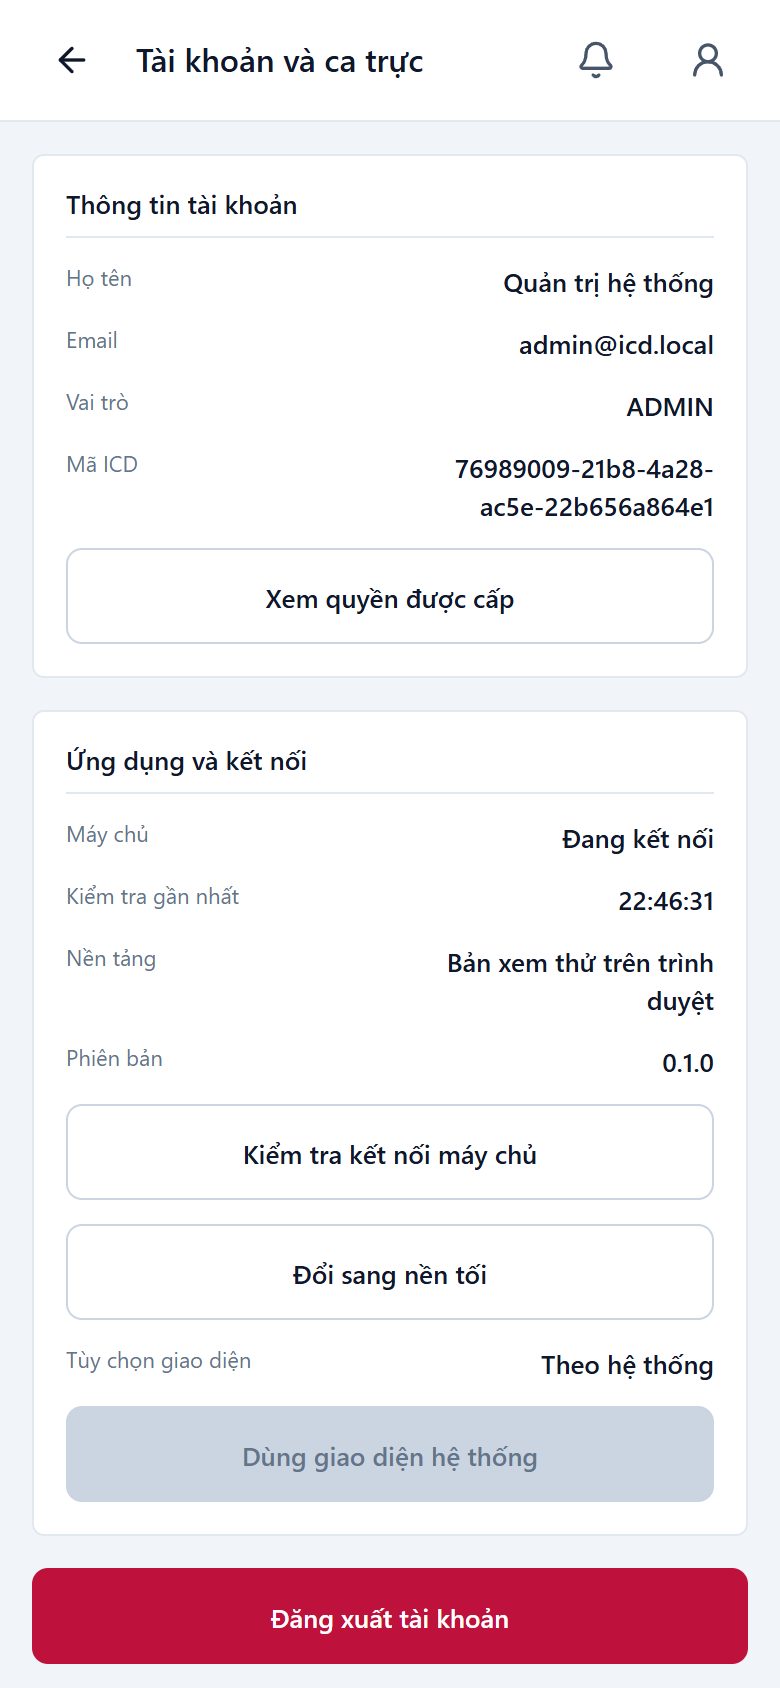 Tài khoản và ca trực
Thông tin tài khoản
Họ tên
Quản trị hệ thống
Email
admin@icd.local
Vai trò
ADMIN
Mã ICD
76989009-21b8-4a28-
ac5e-22b656a864e1
Xem quyền được cấp
Ứng dụng và kết nối
Máy chủ
Đang kết nối
Kiểm tra gần nhất
22:46:31
Nền tảng
Bản xem thử trên trình
duyệt
Phiên bản
0.1.0
Kiểm tra kết nối máy chủ
Đổi sang nền tối
Tùy chọn giao diện
Theo hệ thống
Dùng giao diện hệ thống
Đăng xuất tài khoản